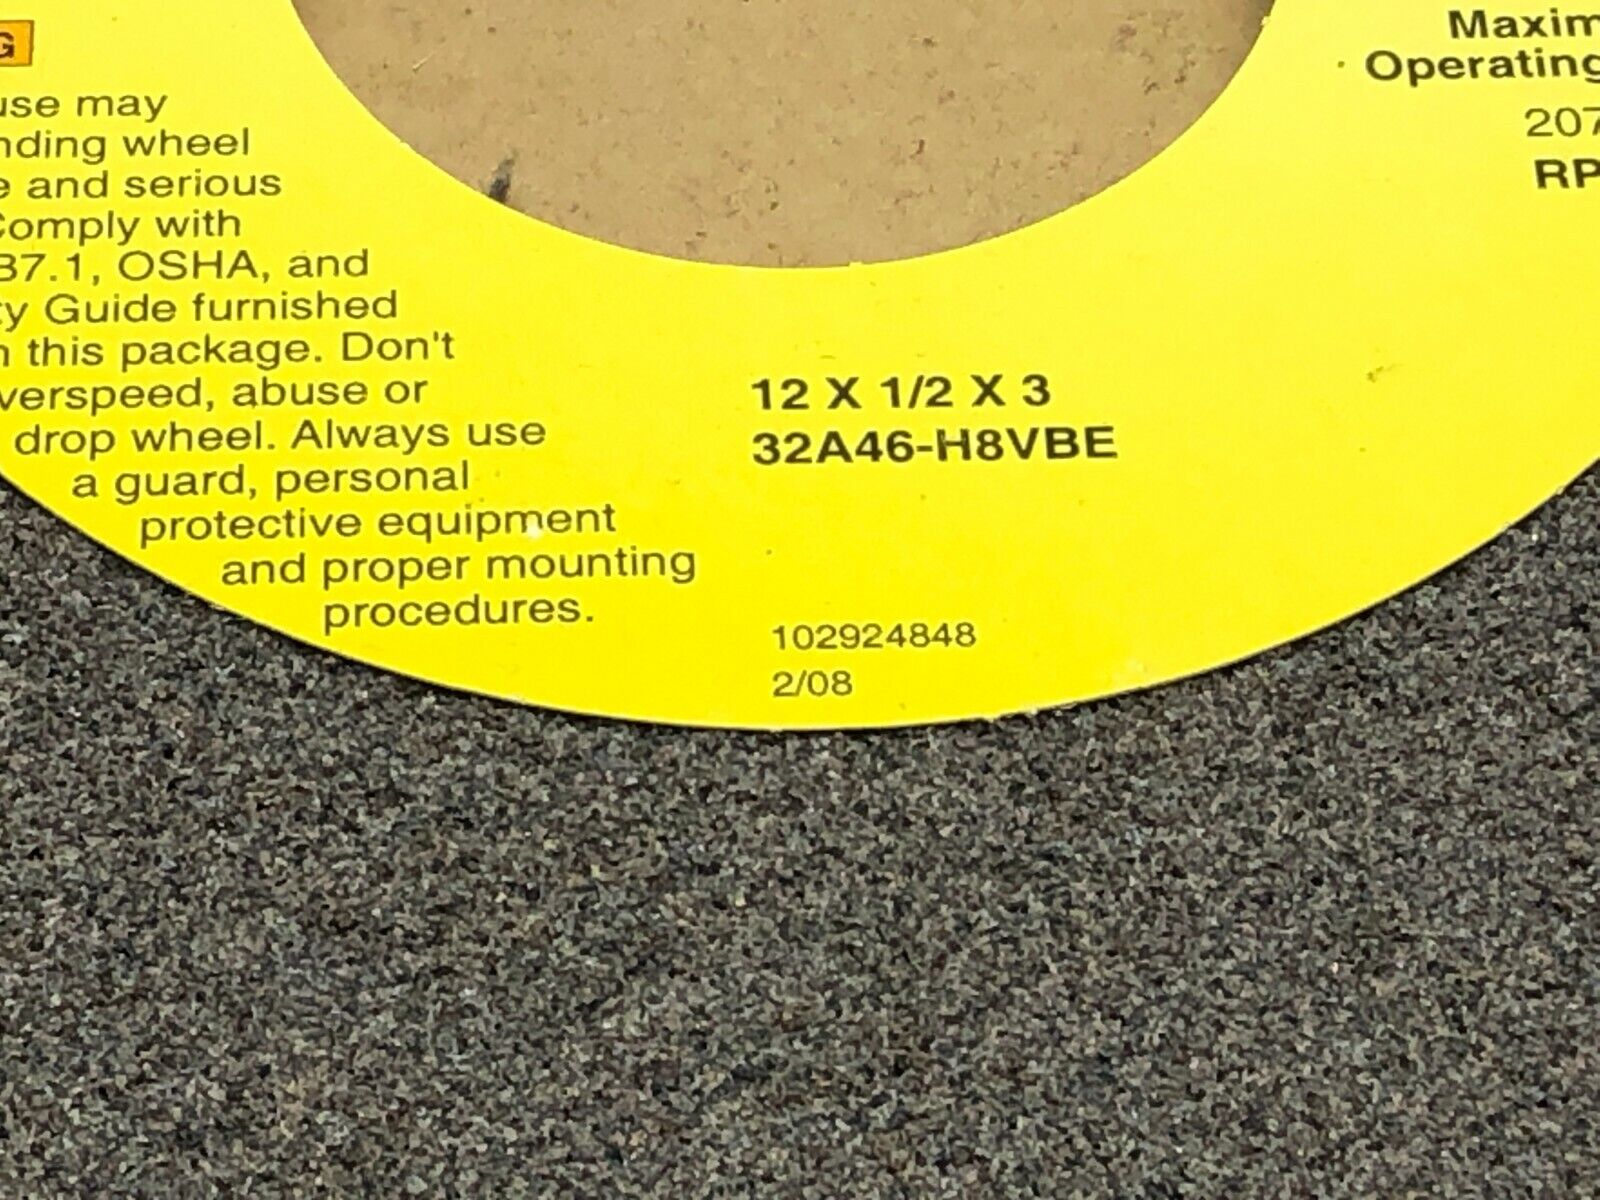 G
use may
nding wheel
e and serious
Comply with
B7.1, OSHA, and
ty Guide furnished
n this package. Don't
verspeed, abuse or
drop wheel. Always use
a guard, personal
protective equipment
and proper mounting
procedures.
12 X 1/2 X 3
32A46-H8VBE
102924848
2/08
Maxim
Operating
207
RP